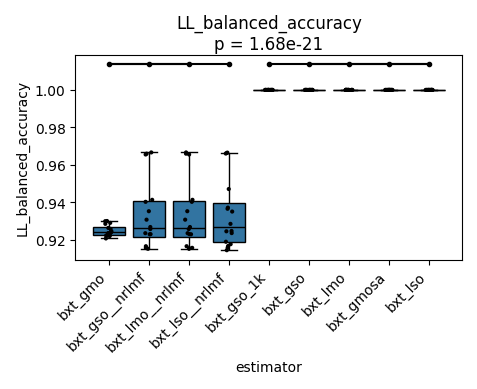 LL_balanced_accuracy
p = 1.68e-21
1.00
0.98
0.96
0.94
0.92
LL_balanced_accuracy
bxt_gmo
bxt_gso__nrlmf
bxt_lmo__nrlmf
bxt_lso__nrlmf
bxt_gso_1k
bxt_gso
bxt_lmo
bxt_gmosa
bxt_lso
estimator